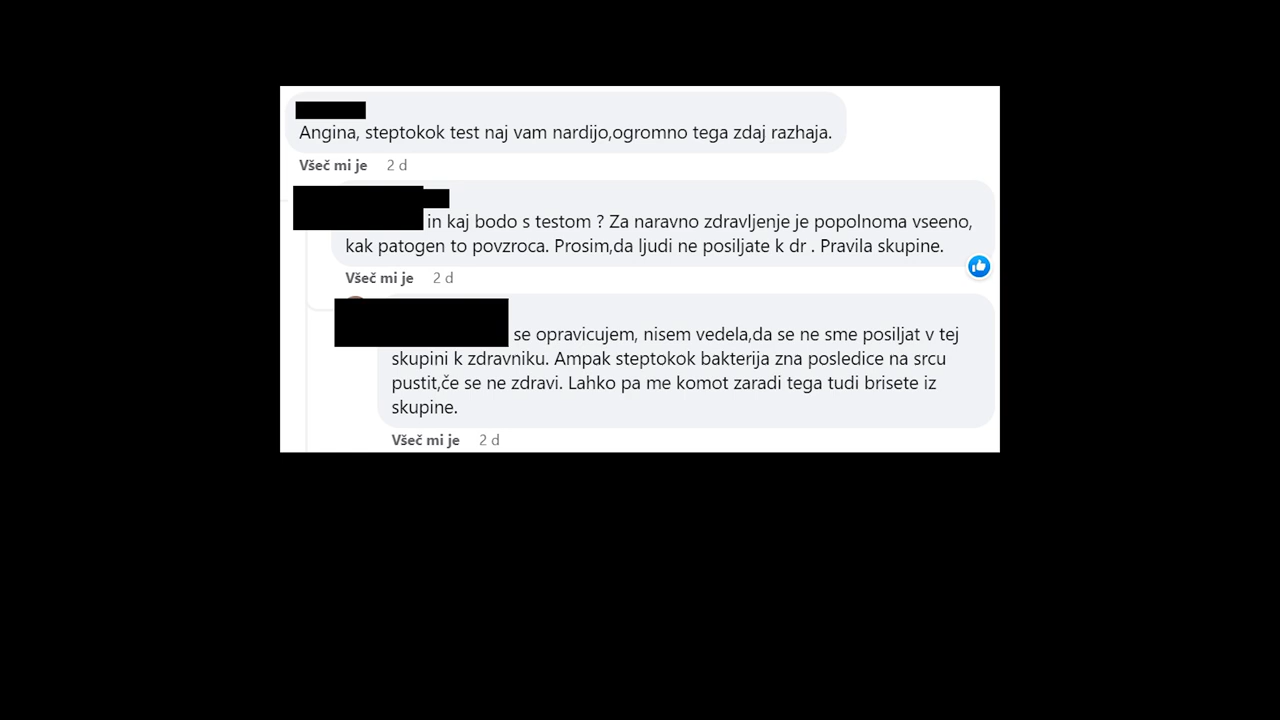 Angina, steptokok test naj vam nardijo,ogromno tega zdaj razhaja.
Všeč mi je 2 d
in kaj bodo s testom ? Za naravno zdravljenje je popolnoma vseeno,
kak patogen to povzroca. Prosim,da ljudi ne posiljate k dr . Pravila skupine.
Všeč mi je 2 d
se opravicujem, nisem vedela,da se ne sme posiljat v tej
skupini k zdravniku. Ampak steptokok bakterija zna posledice na srcu
pustit,če se ne zdravi. Lahko pa me komot zaradi tega tudi brisete iz
skupine.
Všeč mi je 2 d